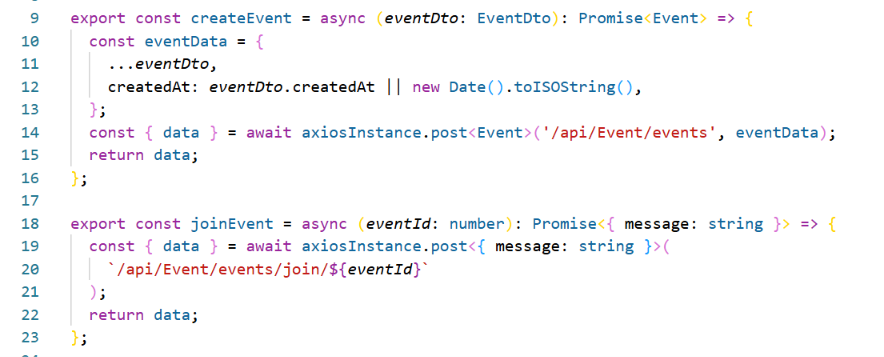 9 export const createEvent = async (eventDto: EventDto): Promise<Event> => {
10   const eventData = {
11     ...eventDto,
12     createdAt: eventDto.createdAt || new Date().toISOString(),
13   };
14   const { data } = await axiosInstance.post<Event>('/api/Event/events', eventData);
15   return data;
16 };
17
18 export const joinEvent = async (eventId: number): Promise<{ message: string }> => {
19   const { data } = await axiosInstance.post<{ message: string }>(
20     `/api/Event/events/join/${eventId}`
21   );
22   return data;
23 };